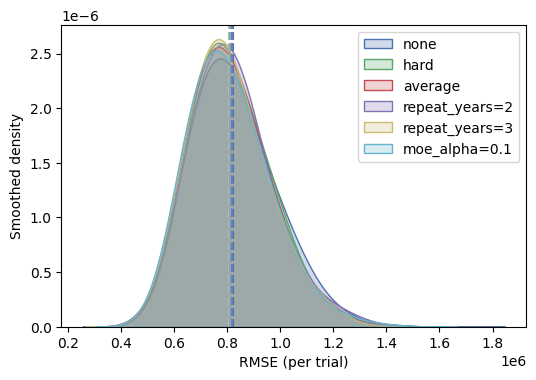 1e−6
2.5
2.0
1.5
1.0
0.5
0.0
Smoothed density
none
hard
average
repeat_years=2
repeat_years=3
moe_alpha=0.1
0.2 0.4 0.6 0.8 1.0 1.2 1.4 1.6 1.8
1e6
RMSE (per trial)